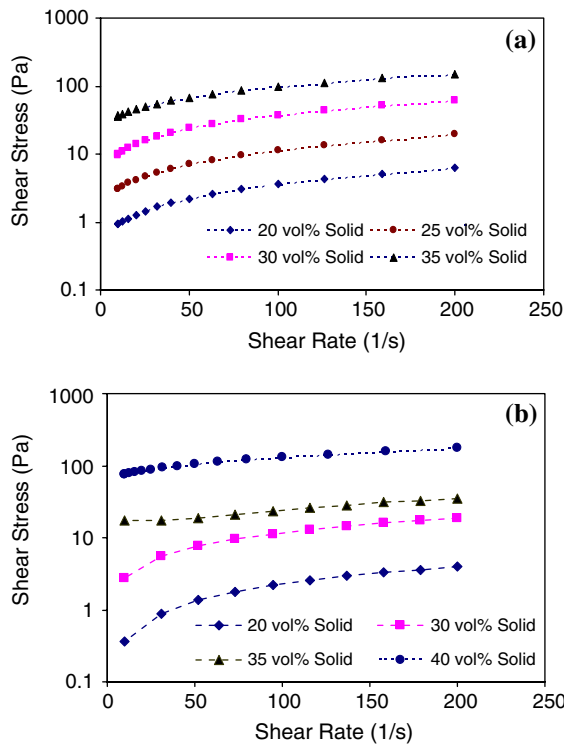 1000
(a)
100
10
1
0.1
Shear Stress (Pa)
20 vol% Solid
25 vol% Solid
30 vol% Solid
35 vol% Solid
0
50
100
150
200
250
Shear Rate (1/s)
1000
(b)
100
10
1
0.1
Shear Stress (Pa)
20 vol% Solid
30 vol% Solid
35 vol% Solid
40 vol% Solid
0
50
100
150
200
250
Shear Rate (1/s)